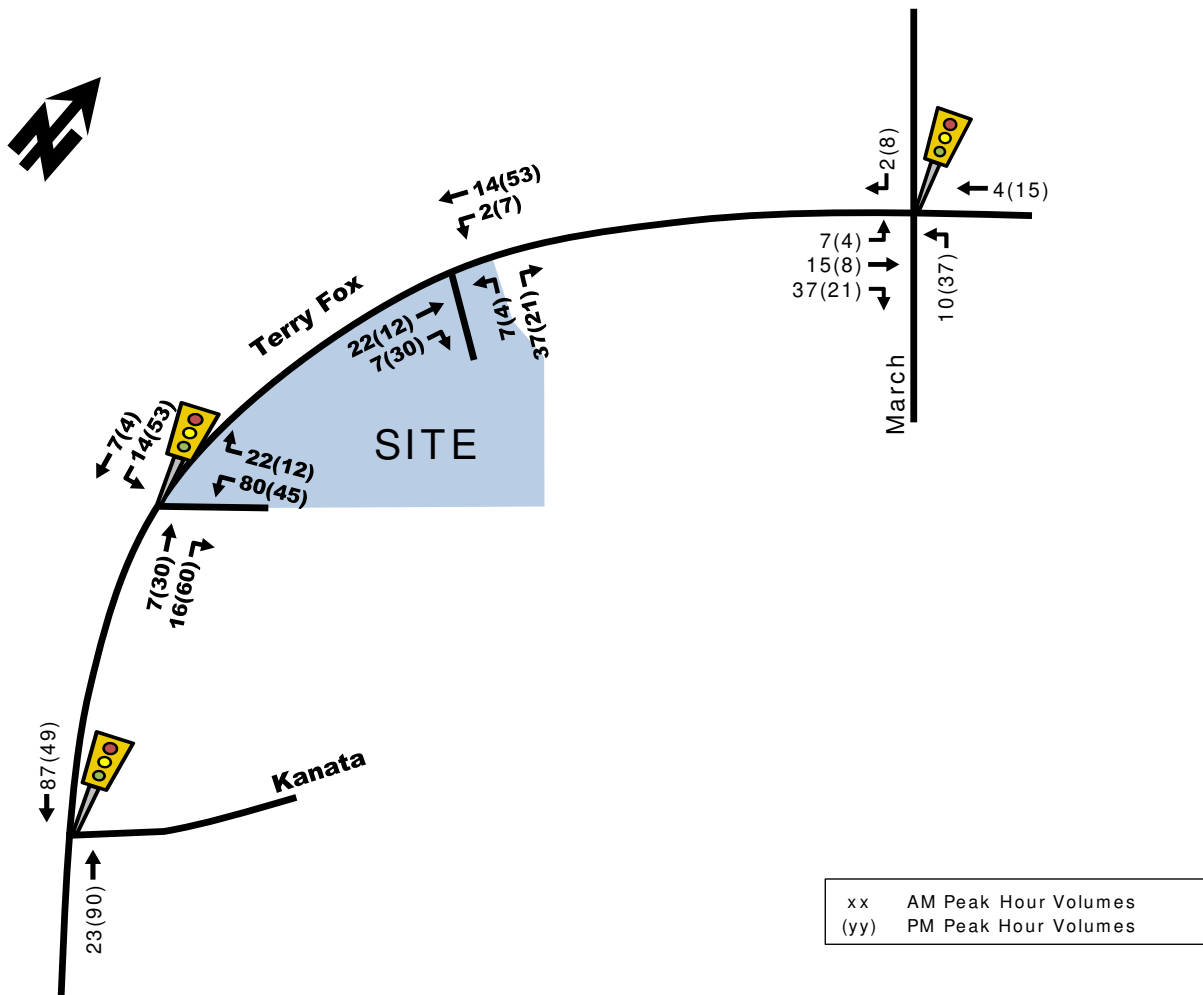 N
2(8)
4(15)
14(53)
2(7)
7(4)
15(8)
37(21)
10(37)
Terry Fox
22(12)
7(30)
7(4)
37(21)
March
7(4)
14(53)
SITE
22(12)
80(45)
7(30)
16(60)
87(49)
Kanata
23(90)
xx AM Peak Hour Volumes
(yy) PM Peak Hour Volumes